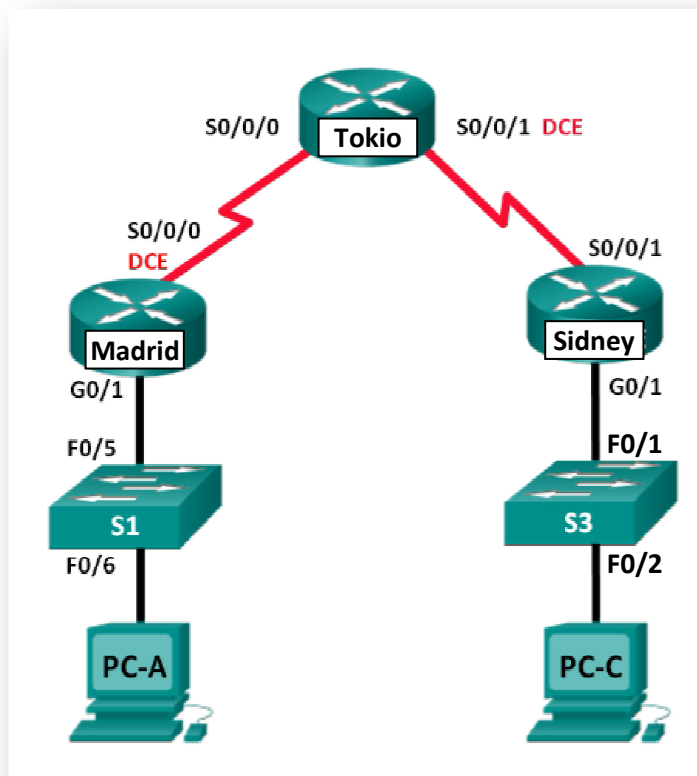 Tokio
S0/0/0
S0/0/1 DCE
S0/0/0
DCE
S0/0/1
Madrid
Sidney
G0/1
G0/1
F0/5
F0/1
S1
S3
F0/6
F0/2
PC-A
PC-C